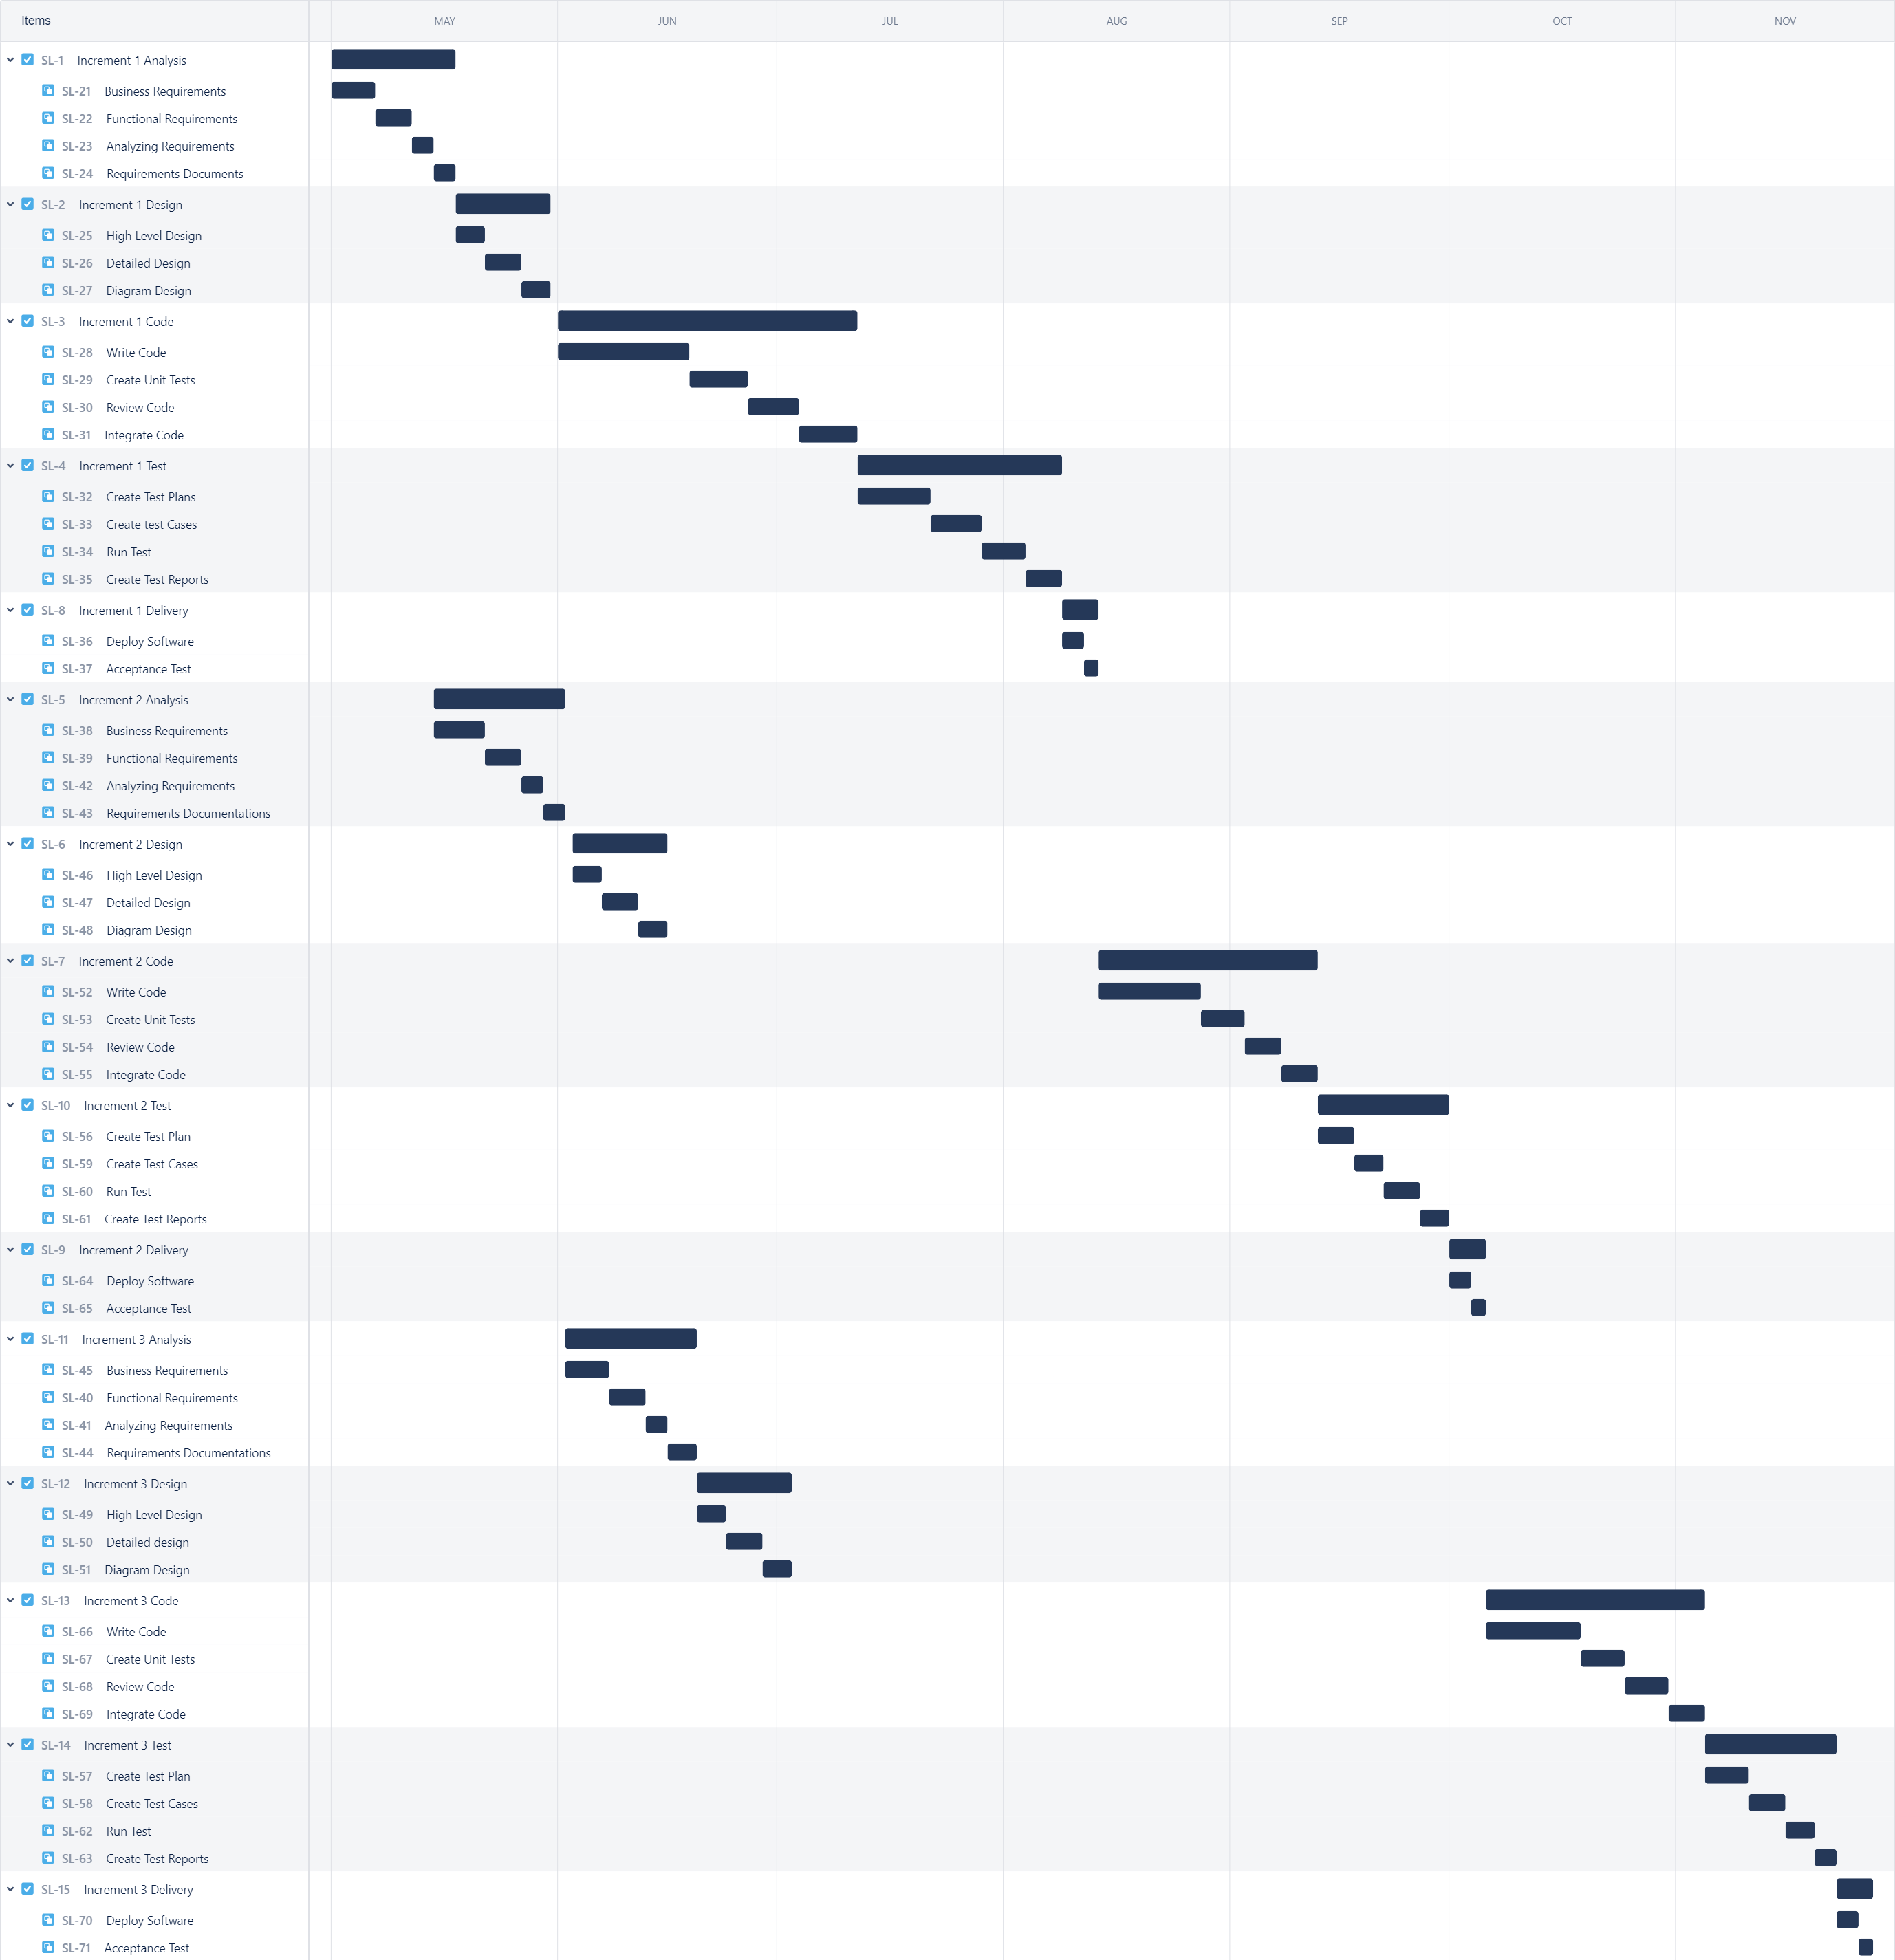 Items MAY JUN JUL AUG SEP OCT NOV
SL-1 Increment 1 Analysis
SL-21 Business Requirements
SL-22 Functional Requirements
SL-23 Analyzing Requirements
SL-24 Requirements Documents
SL-2 Increment 1 Design
SL-25 High Level Design
SL-26 Detailed Design
SL-27 Diagram Design
SL-3 Increment 1 Code
SL-28 Write Code
SL-29 Create Unit Tests
SL-30 Review Code
SL-31 Integrate Code
SL-4 Increment 1 Test
SL-32 Create Test Plans
SL-33 Create test Cases
SL-34 Run Test
SL-35 Create Test Reports
SL-8 Increment 1 Delivery
SL-36 Deploy Software
SL-37 Acceptance Test
SL-5 Increment 2 Analysis
SL-38 Business Requirements
SL-39 Functional Requirements
SL-42 Analyzing Requirements
SL-43 Requirements Documentations
SL-6 Increment 2 Design
SL-46 High Level Design
SL-47 Detailed Design
SL-48 Diagram Design
SL-7 Increment 2 Code
SL-52 Write Code
SL-53 Create Unit Tests
SL-54 Review Code
SL-55 Integrate Code
SL-10 Increment 2 Test
SL-56 Create Test Plan
SL-59 Create Test Cases
SL-60 Run Test
SL-61 Create Test Reports
SL-9 Increment 2 Delivery
SL-64 Deploy Software
SL-65 Acceptance Test
SL-11 Increment 3 Analysis
SL-45 Business Requirements
SL-40 Functional Requirements
SL-41 Analyzing Requirements
SL-44 Requirements Documentations
SL-12 Increment 3 Design
SL-49 High Level Design
SL-50 Detailed design
SL-51 Diagram Design
SL-13 Increment 3 Code
SL-66 Write Code
SL-67 Create Unit Tests
SL-68 Review Code
SL-69 Integrate Code
SL-14 Increment 3 Test
SL-57 Create Test Plan
SL-58 Create Test Cases
SL-62 Run Test
SL-63 Create Test Reports
SL-15 Increment 3 Delivery
SL-70 Deploy Software
SL-71 Acceptance Test